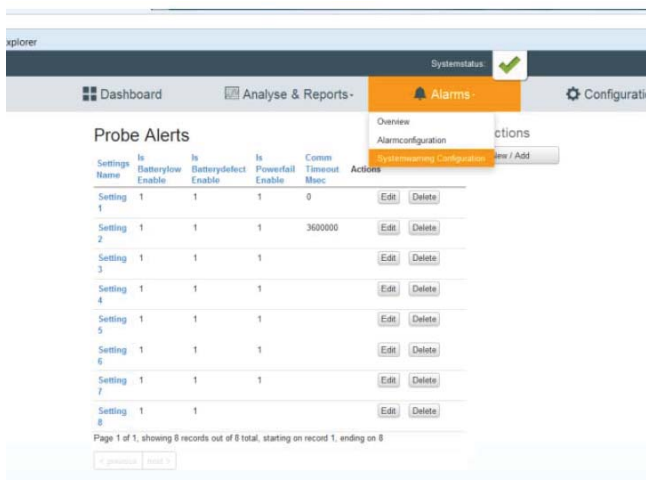 xplorer
Systemstatus:
Dashboard Analyse & Reports Alarms Configurati
Overview
Alarmconfiguration
Systemwarning Configuration
ctions
New / Add
Probe Alerts
Settings Name Is Batterylow Enable Is Batterydefect Enable Is Powerfail Enable Comm Timeout Msec Actions
Setting 1 1 1 1 0 Edit Delete
Setting 2 1 1 1 3600000 Edit Delete
Setting 3 1 1 1 Edit Delete
Setting 4 1 1 1 Edit Delete
Setting 5 1 1 1 Edit Delete
Setting 6 1 1 1 Edit Delete
Setting 7 1 1 1 Edit Delete
Setting 8 1 1 Edit Delete
Page 1 of 1, showing 8 records out of 8 total, starting on record 1, ending on 8
< previous next >